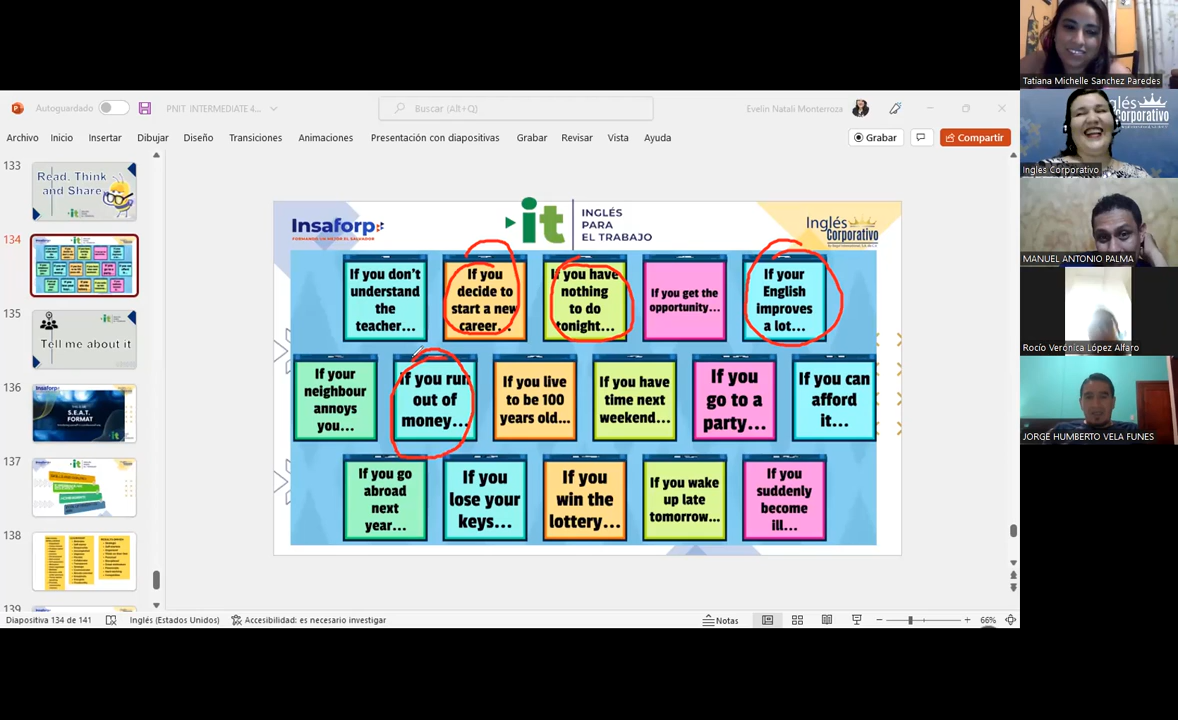 Autoguardado
PNIT INTERMEDIATE 4...
Buscar (Alt+Q)
Evelin Natali Monterroza
Archivo
Inicio
Insertar
Dibujar
Diseño
Transiciones
Animaciones
Presentación con diapositivas
Grabar
Revisar
Vista
Ayuda
Grabar
Compartir
133
Read, Think
and Share
134
135
Tell me about it
136
S.E.A.T.
FORMAT
137
138
139
Insaforp
it
INGLÉS
PARA
EL TRABAJO
Inglés
Corporativo
If you don't
understand
the
teacher...
If you
decide to
start a new
career...
If you have
nothing
to do
tonight...
If you get the
opportunity...
If your
English
improves
a lot...
If your
neighbour
annoys
you...
If you run
out of
money...
If you live
to be 100
years old...
If you have
time next
weekend...
If you
go to a
party...
If you can
afford
it...
If you go
abroad
next
year...
If you
lose your
keys...
If you
win the
lottery...
If you wake
up late
tomorrow...
If you
suddenly
become
ill...
Diapositiva 134 de 141
Inglés (Estados Unidos)
Accesibilidad: es necesario investigar
Notas
66%
Tatiana Michelle Sanchez Paredes
Ingles Corporativo
MANUEL ANTONIO PALMA
Rocío Verónica López Alfaro
JORGE HUMBERTO VELA FUNES